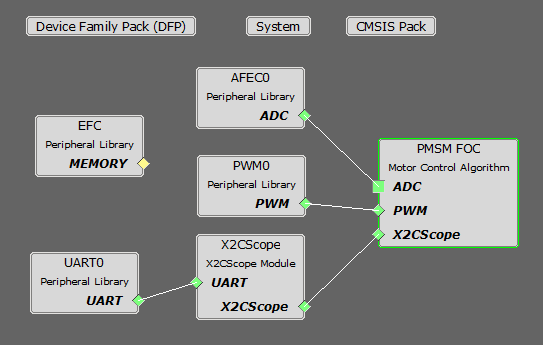 Device Family Pack (DFP)
System
CMSIS Pack
AFEC0
Peripheral Library
ADC
EFC
Peripheral Library
MEMORY
PMSM FOC
Motor Control Algorithm
ADC
PWM
X2CScope
PWM0
Peripheral Library
PWM
UART0
Peripheral Library
UART
X2CScope
X2CScope Module
UART
X2CScope